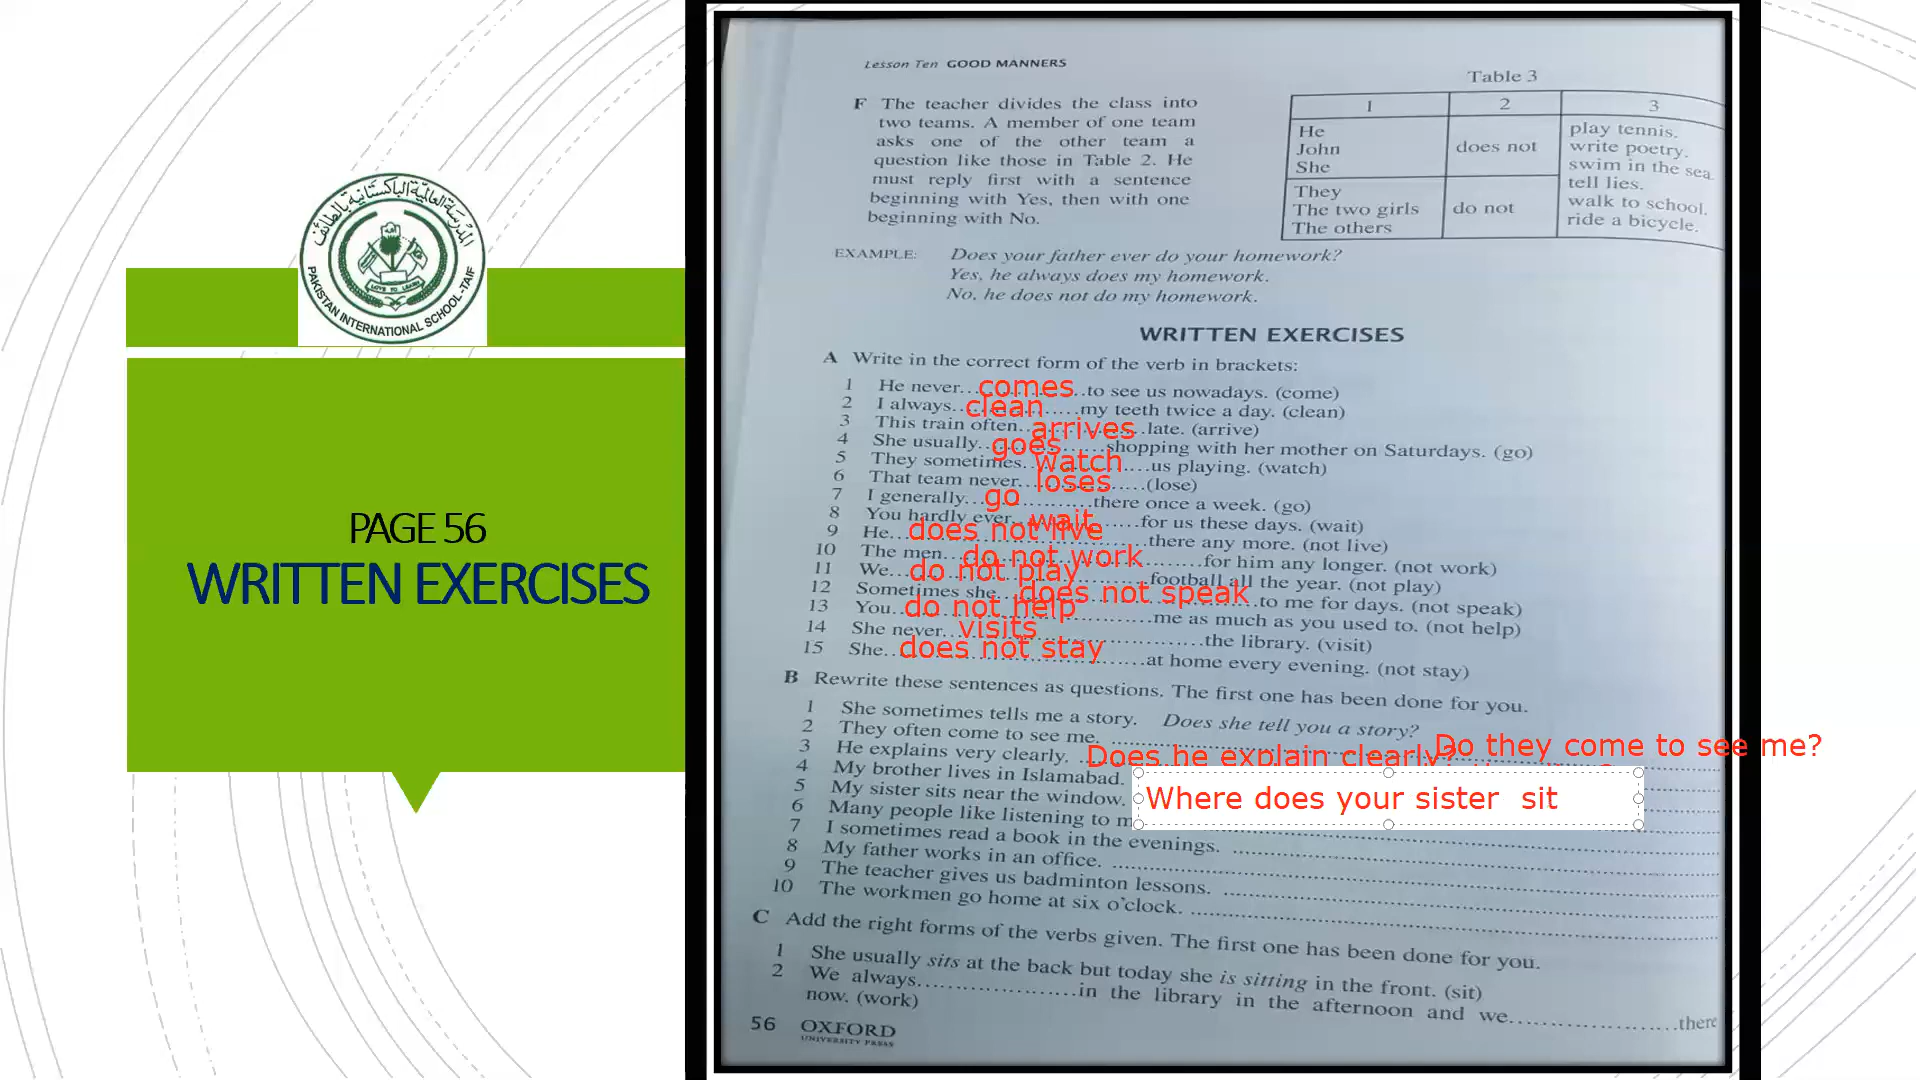 المدرسة العالمية الباكستانية بالطائف
LOVE TO LEARN
PAKISTAN INTERNATIONAL SCHOOL-TAIF
PAGE 56
WRITTEN EXERCISES
Lesson Ten GOOD MANNERS
F The teacher divides the class into
two teams. A member of one team
asks one of the other team a
question like those in Table 2. He
must reply first with a sentence
beginning with Yes, then with one
beginning with No.
Table 3
1 2 3
He
John
She
does not
They
The two girls
The others
do not
play tennis.
write poetry.
swim in the sea.
tell lies.
walk to school.
ride a bicycle.
EXAMPLE: Does your father ever do your homework?
Yes, he always does my homework.
No, he does not do my homework.
WRITTEN EXERCISES
A Write in the correct form of the verb in brackets:
1 He never...comes...to see us nowadays. (come)
2 I always...clean...my teeth twice a day. (clean)
3 This train often...arrives...late. (arrive)
4 She usually...goes...shopping with her mother on Saturdays. (go)
5 They sometimes...watch...us playing. (watch)
6 That team never...loses...(lose)
7 I generally...go...there once a week. (go)
8 You hardly ever...wait...for us these days. (wait)
9 He...does not live...there any more. (not live)
10 The men...do not work...for him any longer. (not work)
11 We...do not play...football all the year. (not play)
12 Sometimes she...does not speak...to me for days. (not speak)
13 You...do not help...me as much as you used to. (not help)
14 She never...visits...the library. (visit)
15 She...does not stay...at home every evening. (not stay)
B Rewrite these sentences as questions. The first one has been done for you.
1 She sometimes tells me a story. Does she tell you a story?
2 They often come to see me. Do they come to see me?
3 He explains very clearly. Does he explain clearly?
4 My brother lives in Islamabad.
5 My sister sits near the window. Where does your sister sit
6 Many people like listening to
7 I sometimes read a book in the evenings.
8 My father works in an office.
9 The teacher gives us badminton lessons.
10 The workmen go home at six o'clock.
C Add the right forms of the verbs given. The first one has been done for you.
1 She usually sits at the back but today she is sitting in the front. (sit)
2 We always...in the library in the afternoon and we...there
now. (work)
56 OXFORD
UNIVERSITY PRESS